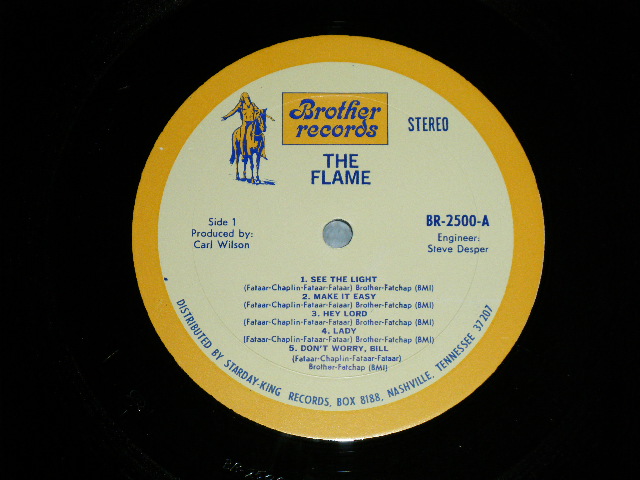 Brother
records
STEREO
THE
FLAME
Side 1
Produced by:
Carl Wilson
BR-2500-A
Engineer:
Steve Desper
1. SEE THE LIGHT
(Fataar-Chaplin-Fataar-Fataar) Brother-Fatchap (BMI)
2. MAKE IT EASY
(Fataar-Chaplin-Fataar-Fataar) Brother-Fatchap (BMI)
3. HEY LORD
(Fataar-Chaplin-Fataar-Fataar) Brother-Fatchap (BMI)
4. LADY
(Fataar-Chaplin-Fataar-Fataar) Brother-Fatchap (BMI)
5. DON'T WORRY, BILL
(Fataar-Chaplin-Fataar-Fataar)
Brother-Fatchap (BMI)
DISTRIBUTED BY STARDAY-KING RECORDS, BOX 8188, NASHVILLE, TENNESSEE 37207